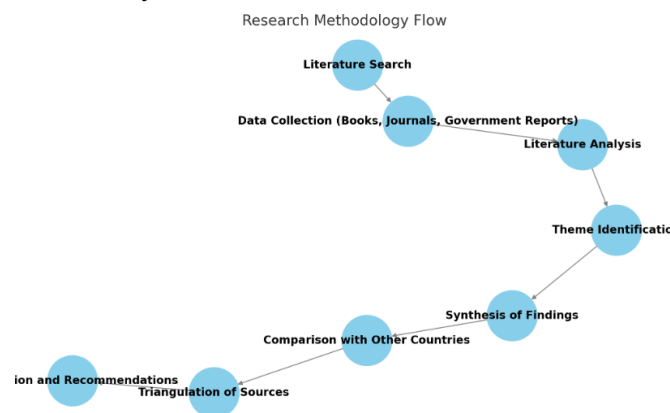 Research Methodology Flow
Literature Search
Data Collection (Books, Journals, Government Reports)
Literature Analysis
Theme Identificatio
Synthesis of Findings
Comparison with Other Countries
Triangulation of Sources
ion and Recommendations